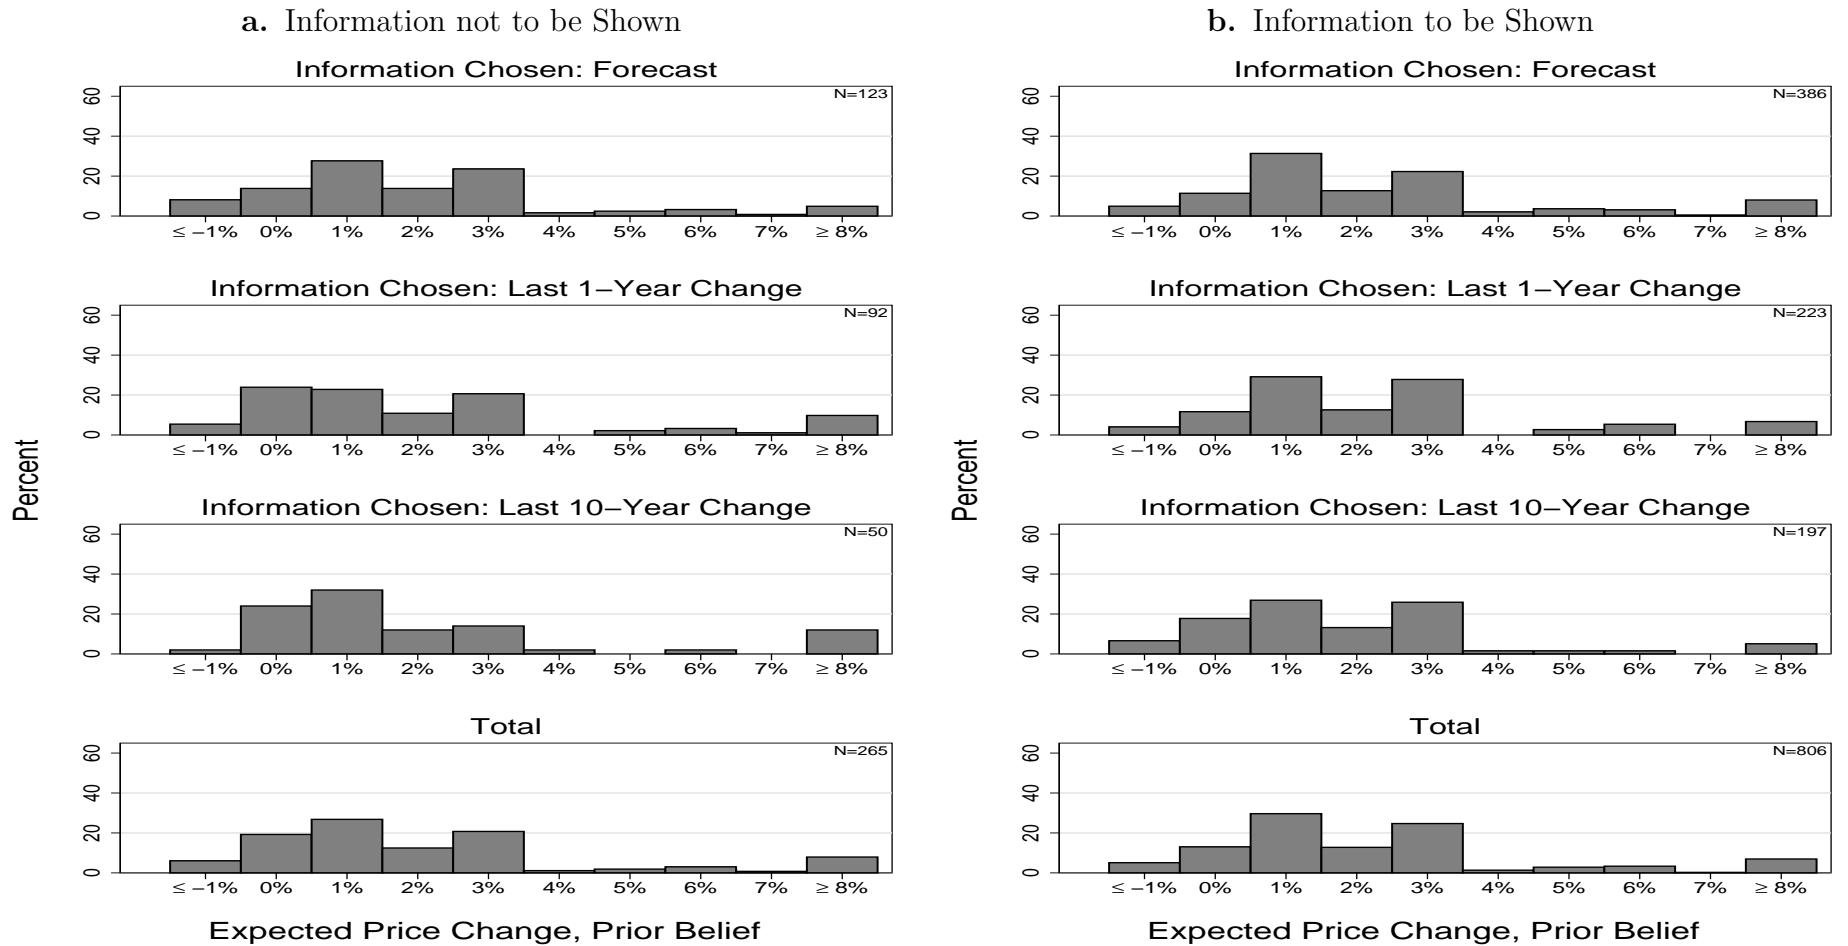 a. Information not to be Shown
Information Chosen: Forecast
N=123
60
40
20
0
≤ −1% 0% 1% 2% 3% 4% 5% 6% 7% ≥ 8%
Information Chosen: Last 1−Year Change
N=92
60
40
20
0
≤ −1% 0% 1% 2% 3% 4% 5% 6% 7% ≥ 8%
Information Chosen: Last 10−Year Change
N=50
60
40
20
0
≤ −1% 0% 1% 2% 3% 4% 5% 6% 7% ≥ 8%
Total
N=265
60
40
20
0
≤ −1% 0% 1% 2% 3% 4% 5% 6% 7% ≥ 8%
Percent
Expected Price Change, Prior Belief
b. Information to be Shown
Information Chosen: Forecast
N=386
60
40
20
0
≤ −1% 0% 1% 2% 3% 4% 5% 6% 7% ≥ 8%
Information Chosen: Last 1−Year Change
N=223
60
40
20
0
≤ −1% 0% 1% 2% 3% 4% 5% 6% 7% ≥ 8%
Information Chosen: Last 10−Year Change
N=197
60
40
20
0
≤ −1% 0% 1% 2% 3% 4% 5% 6% 7% ≥ 8%
Total
N=806
60
40
20
0
≤ −1% 0% 1% 2% 3% 4% 5% 6% 7% ≥ 8%
Percent
Expected Price Change, Prior Belief